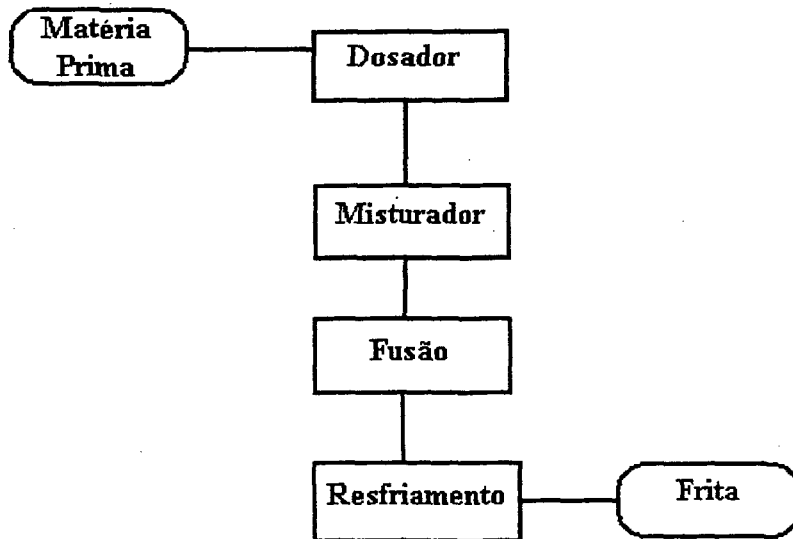 Matéria
Prima
Dosador
Misturador
Fusão
Resfriamento
Frita